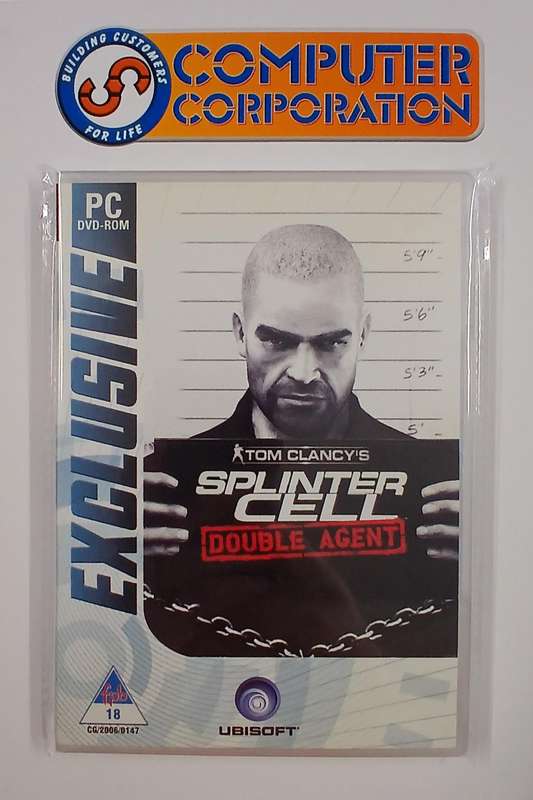 BUILDING CUSTOMERS
FOR LIFE
COMPUTER
CORPORATION
PC
DVD-ROM
EXCLUSIVE
5'9"
5'6"
5'3"
5'
TOM CLANCY'S
SPLINTER
CELL
DOUBLE AGENT
fpb
18
CG/2006/0147
UBISOFT